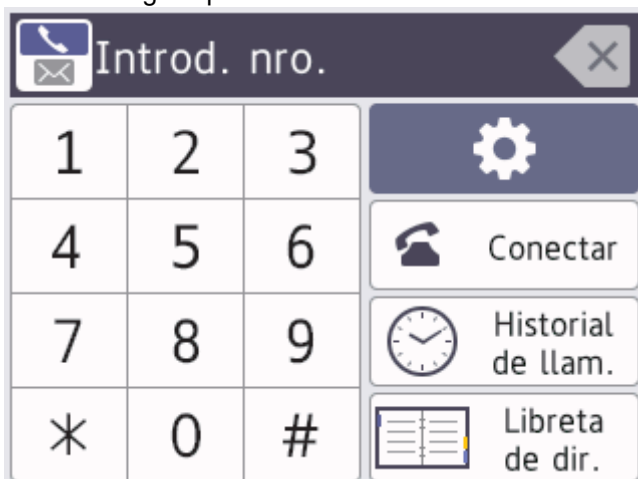 Introd. nro.
1 2 3
4 5 6
Conectar
7 8 9
Historial
de llam.
* 0 #
Libreta
de dir.